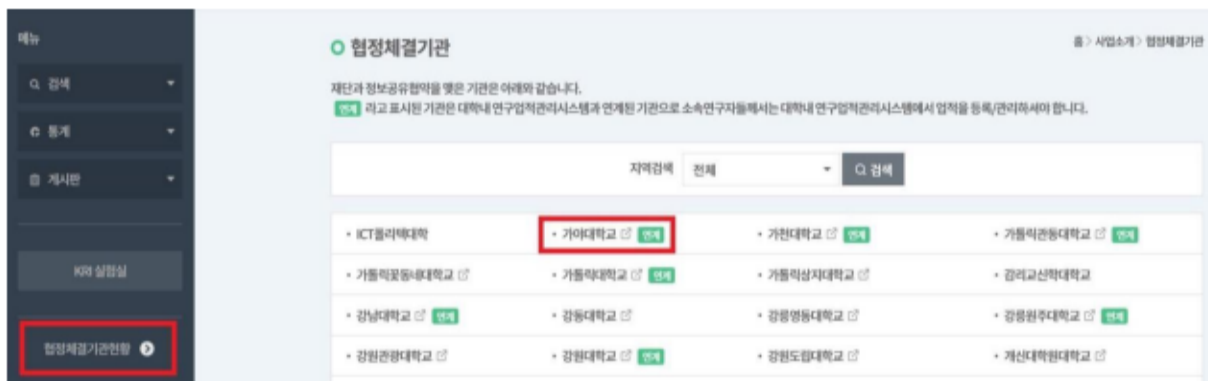 메뉴
검색
통계
게시판
KRI 실험실
협정체결기관현황
협정체결기관
홈 > 사업소개 > 협정체결기관
재단과 정보공유협약을 맺은 기관은 아래와 같습니다.
연계 라고 표시된 기관은 대학내 연구업적관리시스템과 연계된 기관으로 소속연구자들께서는 대학내 연구업적관리시스템에서 업적을 등록/관리하셔야 합니다.
지역검색 전체 검색
• ICT폴리텍대학 • 가야대학교 연계 • 가천대학교 연계 • 가톨릭관동대학교 연계
• 가톨릭꽃동네대학교 • 가톨릭대학교 연계 • 가톨릭상지대학교 • 감리교신학대학교
• 강남대학교 연계 • 강동대학교 • 강릉영동대학교 • 강릉원주대학교 연계
• 강원관광대학교 • 강원대학교 연계 • 강원도립대학교 • 개신대학원대학교